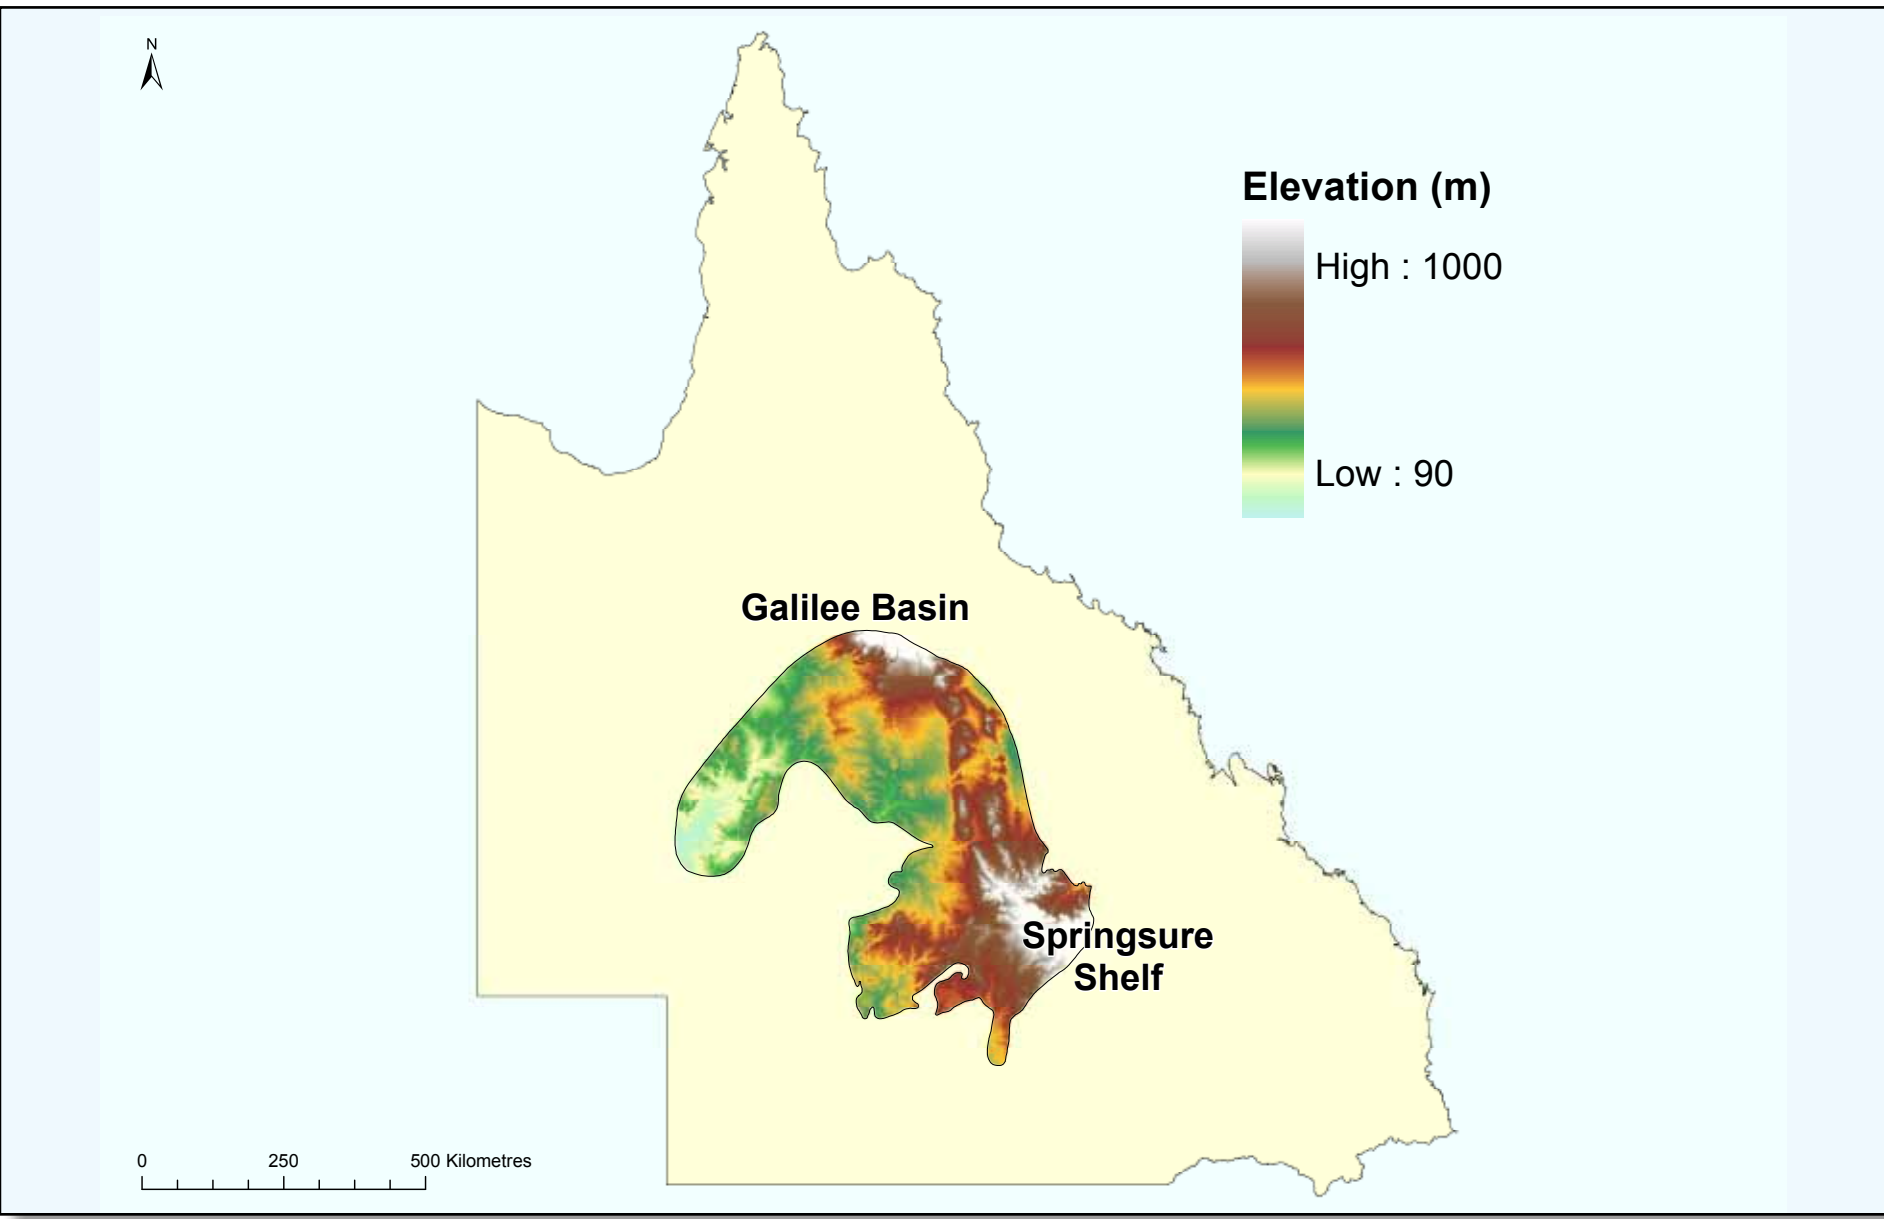 N
Elevation (m)
High : 1000
Low : 90
Galilee Basin
Springsure
Shelf
0 250 500 Kilometres